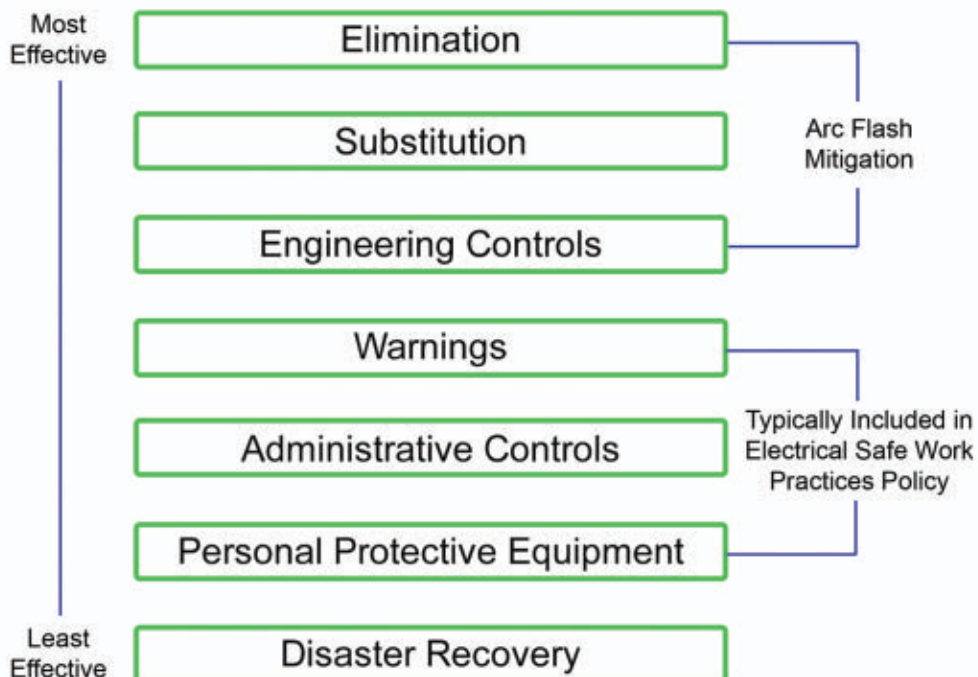 Most
Effective
Elimination
Substitution
Arc Flash
Mitigation
Engineering Controls
Warnings
Administrative Controls
Typically Included in
Electrical Safe Work
Practices Policy
Personal Protective Equipment
Least
Effective
Disaster Recovery